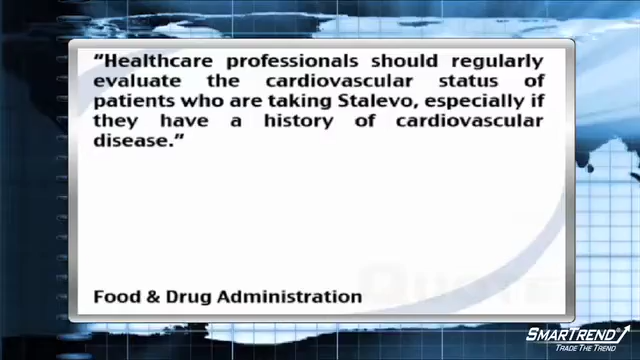 “Healthcare professionals should regularly
evaluate the cardiovascular status of
patients who are taking Stalevo, especially if
they have a history of cardiovascular
disease.”
Quote
Food & Drug Administration
SMARTREND
TRADE THE TREND